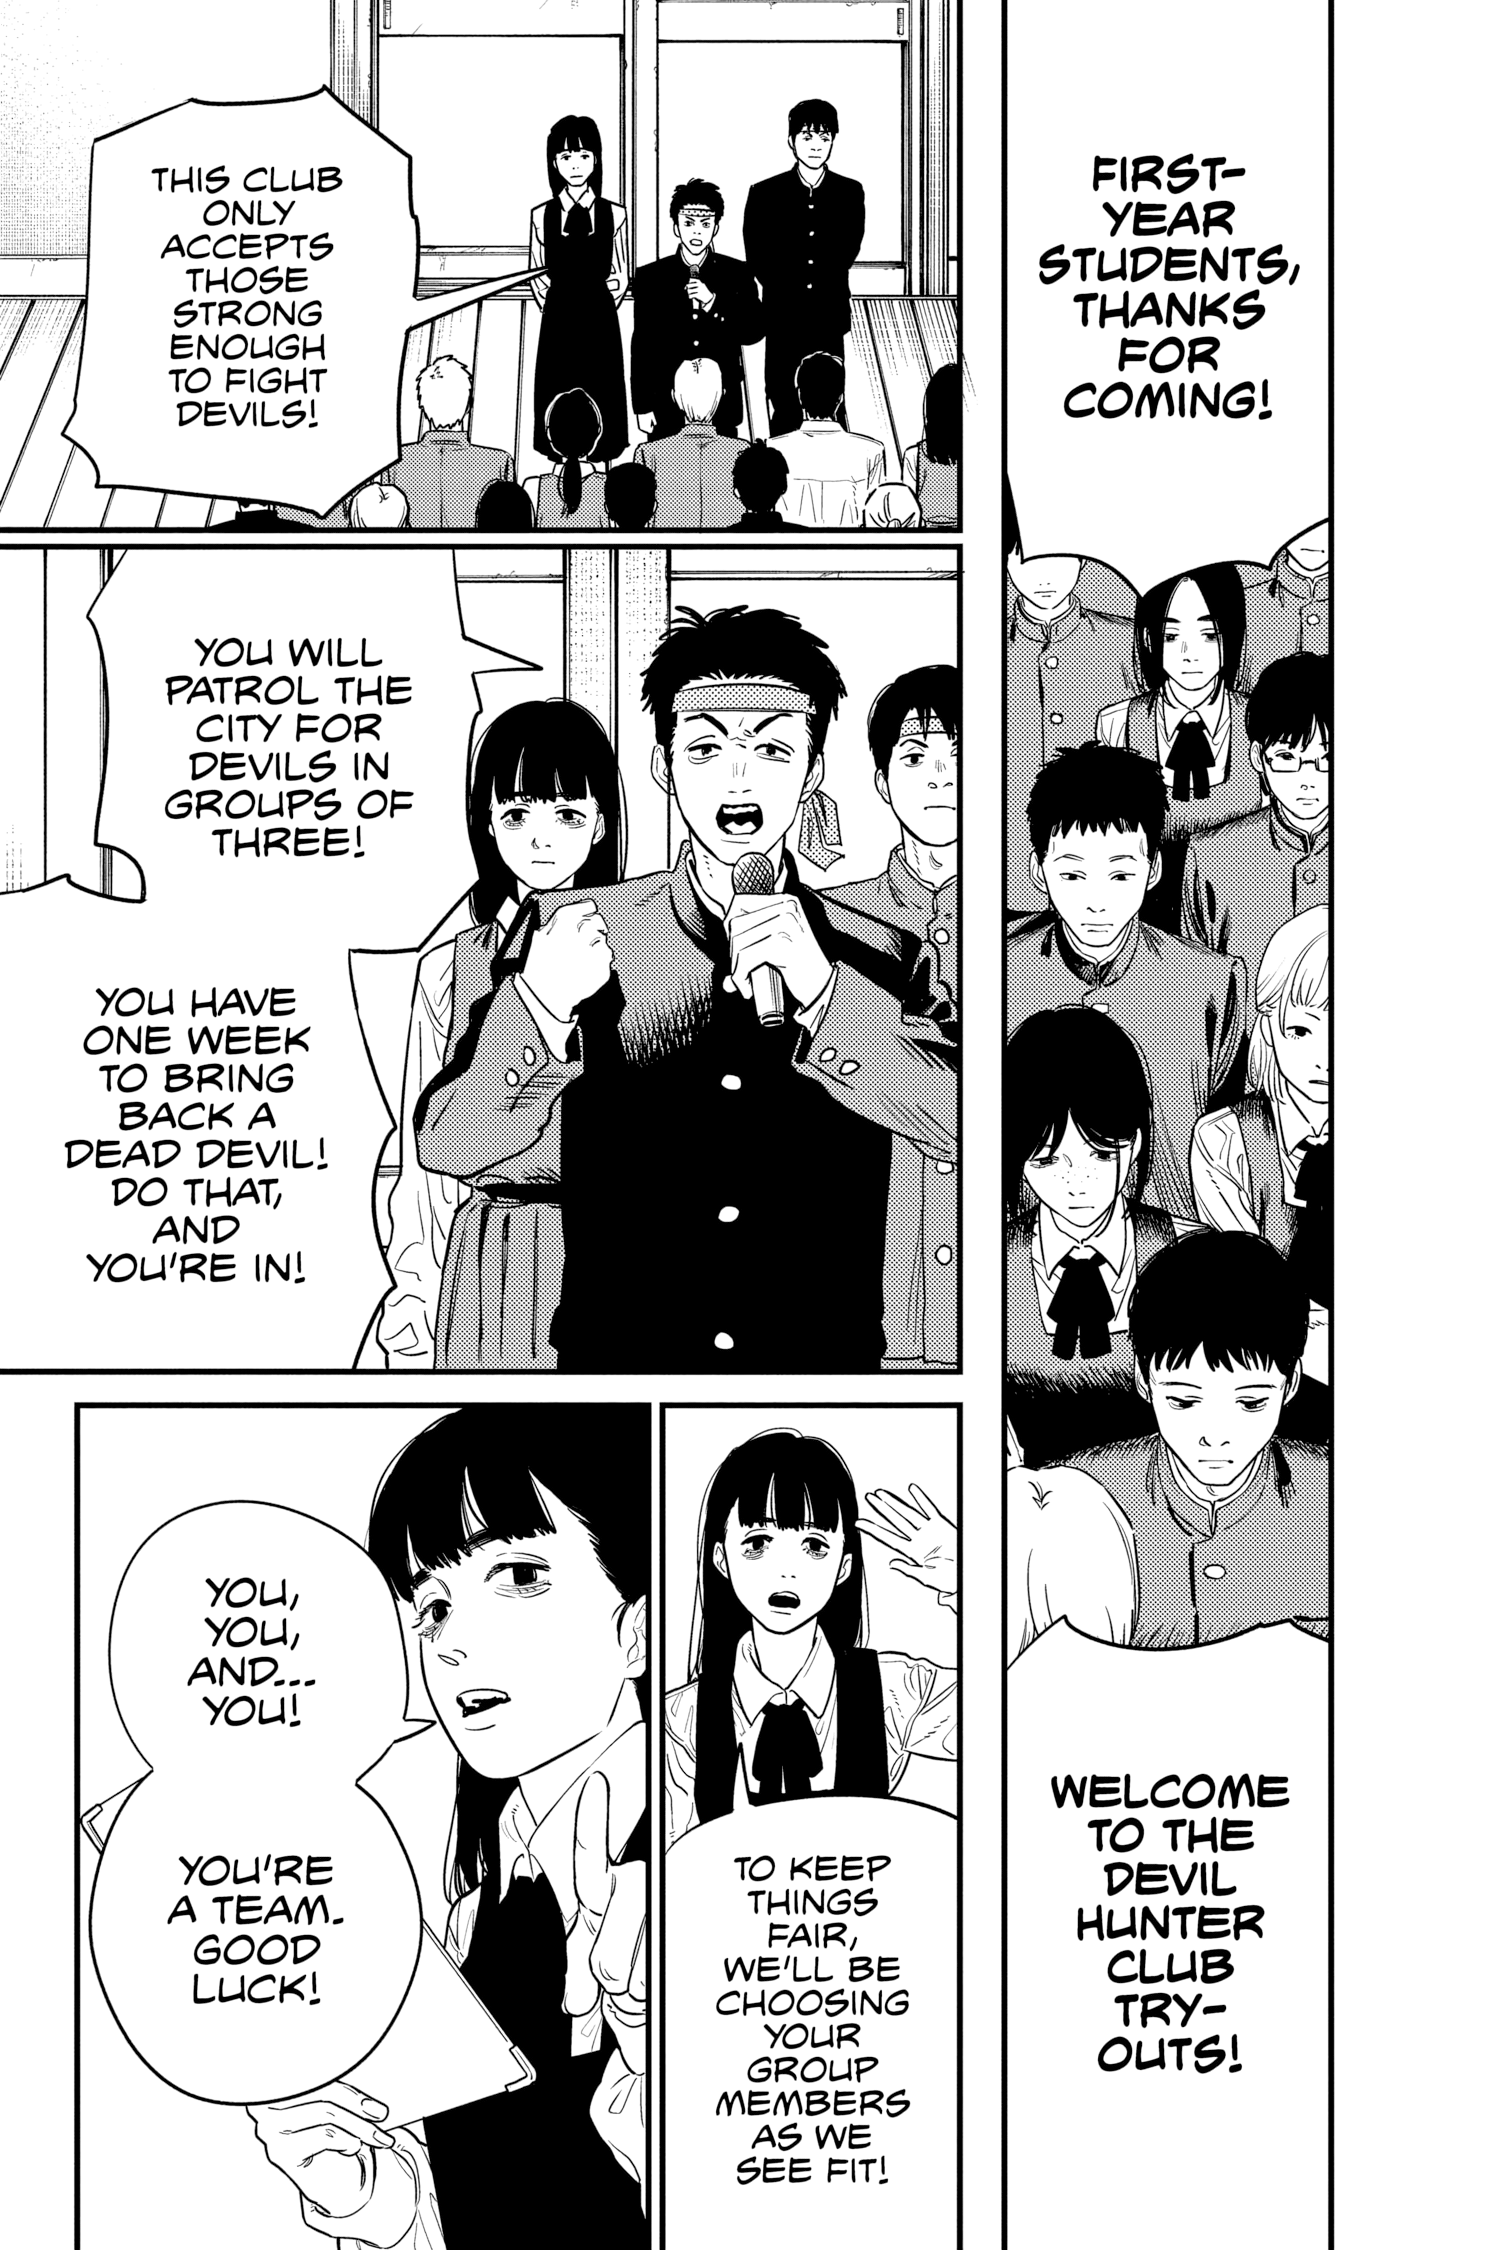 FIRST-
YEAR
STUDENTS,
THANKS
FOR
COMING!
WELCOME
TO THE
DEVIL
HUNTER
CLUB
TRY-
OUTS!
THIS CLUB
ONLY
ACCEPTS
THOSE
STRONG
ENOUGH
TO FIGHT
DEVILS!
YOU WILL
PATROL THE
CITY FOR
DEVILS IN
GROUPS OF
THREE!
YOU HAVE
ONE WEEK
TO BRING
BACK A
DEAD DEVIL!
DO THAT,
AND
YOU'RE IN!
TO KEEP
THINGS
FAIR,
WE'LL BE
CHOOSING
YOUR
GROUP
MEMBERS
AS WE
SEE FIT!
YOU,
YOU,
AND...
YOU!
YOU'RE
A TEAM.
GOOD
LUCK!